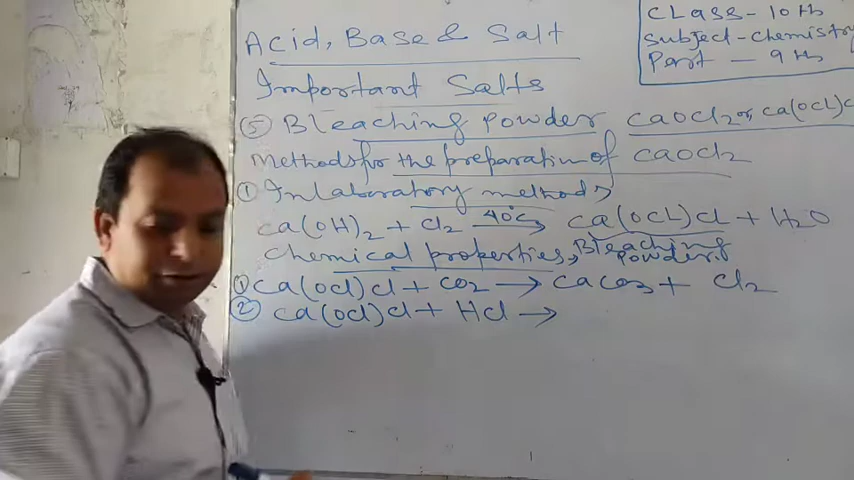 Acid, Base & Salt
CLass - 10th
Subject - Chemistry
Part - 9th
Important Salts
⑤ Bleaching powder caOcl₂ or, ca(OcL)c
Methods for the preparation of caOcl₂
① In Laboratory methods
ca(OH)₂ + Cl₂ —40°c→ ca(OCL)Cl + H₂O
Bleaching powder.
Chemical properties,
① Ca(Ocl)Cl + CO₂ → CaCO₃ + Cl₂
② Ca(Ocl)Cl + HCl →